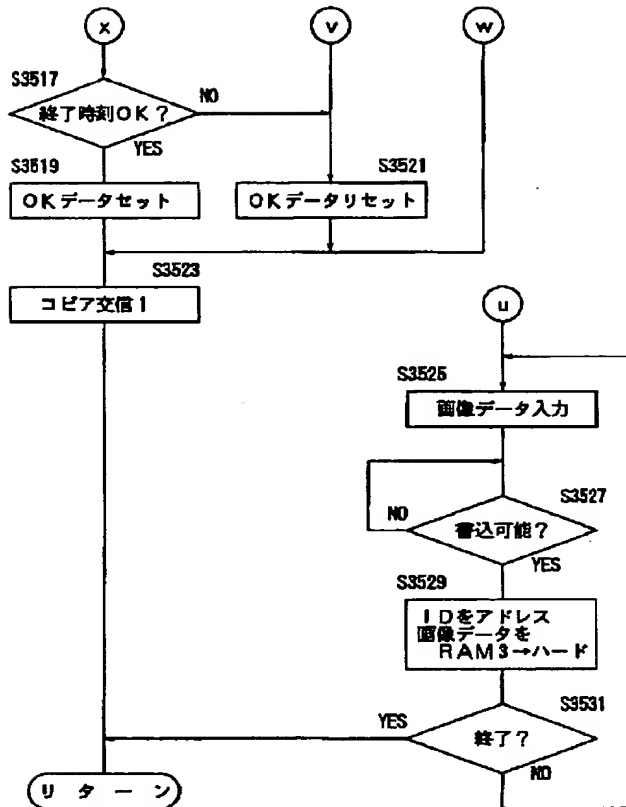 x
v
w
S3517
終了時刻OK?
NO
YES
S3519
OKデータセット
S3521
OKデータリセット
S3523
コピア交信1
u
S3525
画像データ入力
S3527
書込可能?
NO
YES
S3529
IDをアドレス
画像データを
RAM3→ハード
S3531
終了?
YES
NO
リターン